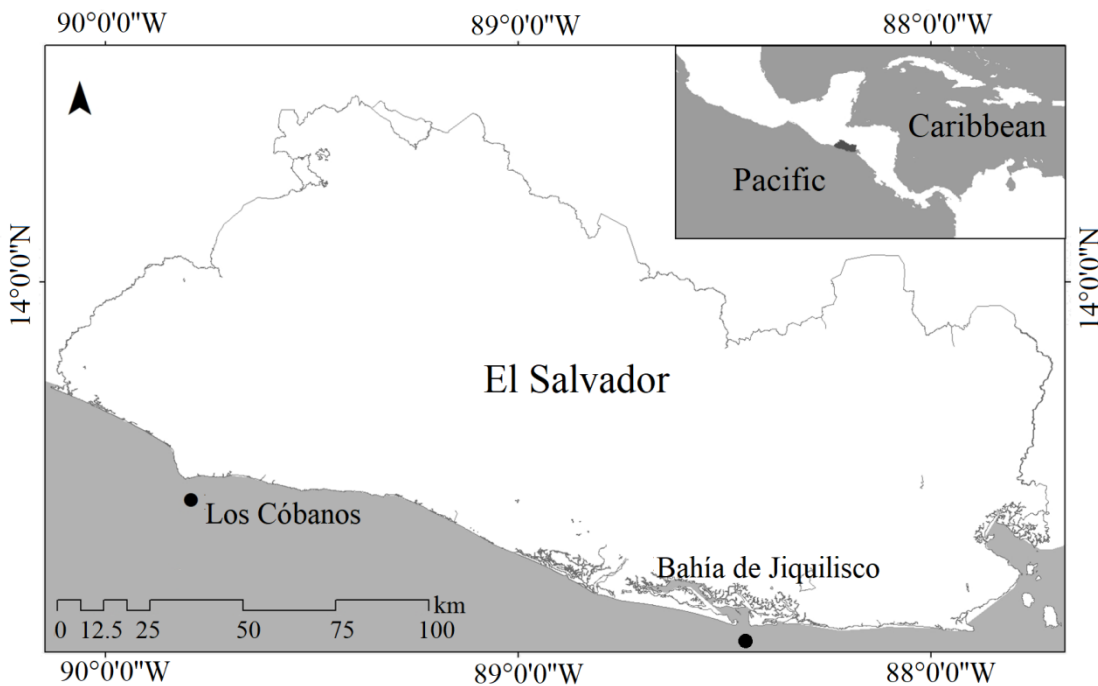 90°0'0"W 89°0'0"W 88°0'0"W
Caribbean
Pacific
14°0'0"N
14°0'0"N
El Salvador
Los Cóbanos
Bahía de Jiquilisco
km
0 12.5 25 50 75 100
90°0'0"W 89°0'0"W 88°0'0"W